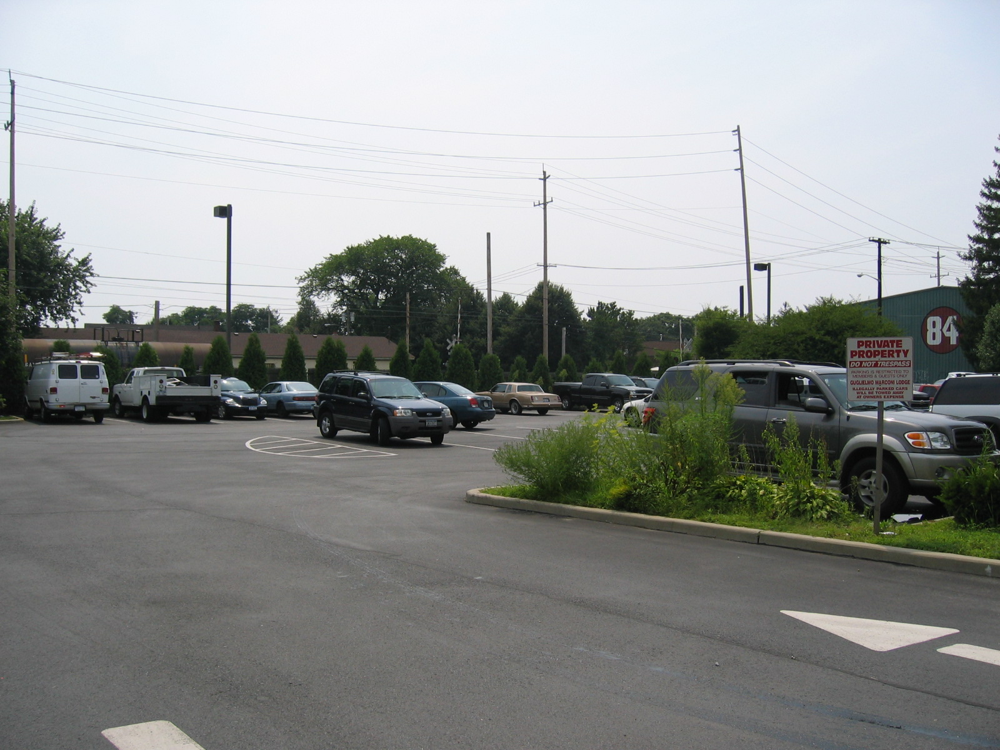 84
PRIVATE
PROPERTY
DO NOT TRESPASS
PARKING IS RESTRICTED TO
MEMBERS & GUESTS ONLY
GUGLIELMO MARCONI LODGE
ILLEGALLY PARKED CARS
WILL BE TOWED AWAY
AT OWNERS EXPENSE